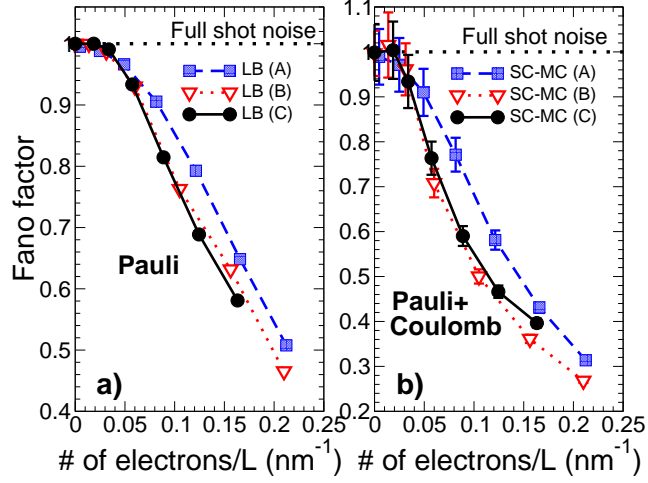 Full shot noise
LB (A)
LB (B)
LB (C)
Pauli
a)
1
0.9
0.8
0.7
0.6
0.5
0.4
0
0.05
0.1
0.15
0.2
0.25
Fano factor
# of electrons/L (nm⁻¹)
Full shot noise
SC-MC (A)
SC-MC (B)
SC-MC (C)
Pauli+
Coulomb
b)
1.1
1
0.9
0.8
0.7
0.6
0.5
0.4
0.3
0.2
0
0.05
0.1
0.15
0.2
0.25
# of electrons/L (nm⁻¹)